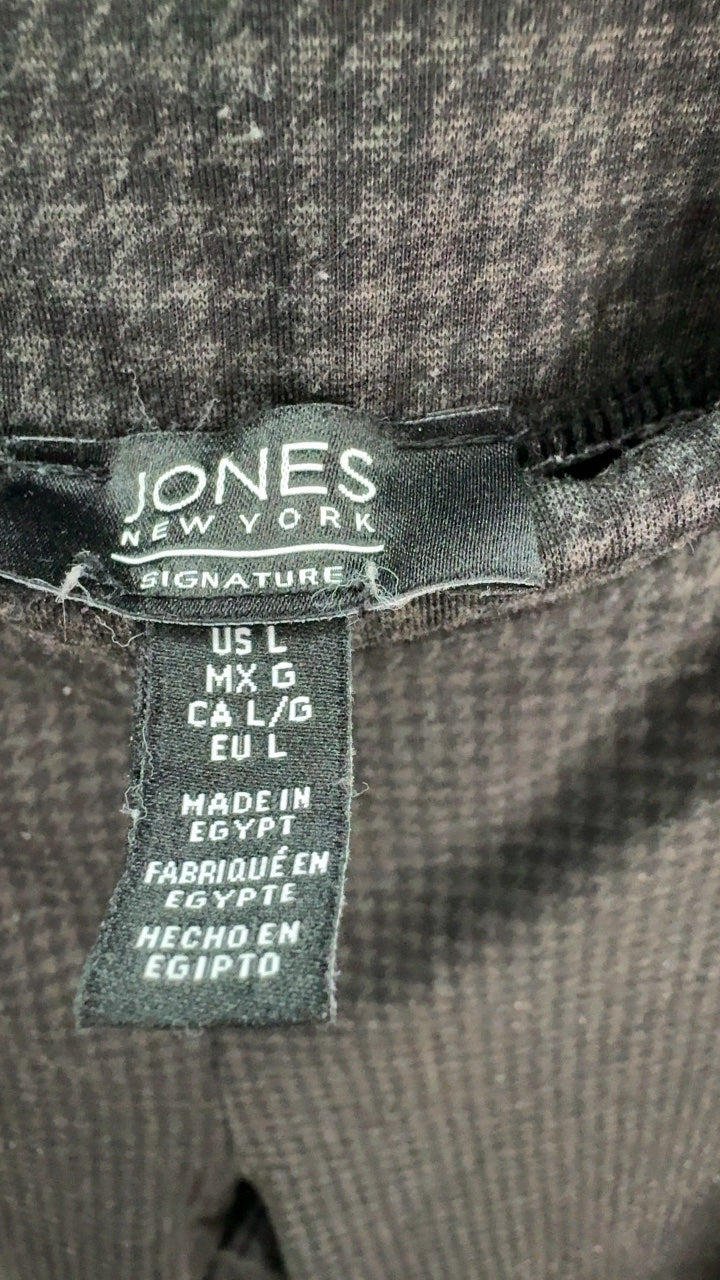 JONES
NEW YORK
SIGNATURE
US L
MX G
CA L/G
EU L
MADE IN
EGYPT
FABRIQUÉ EN
EGYPTE
HECHO EN
EGIPTO